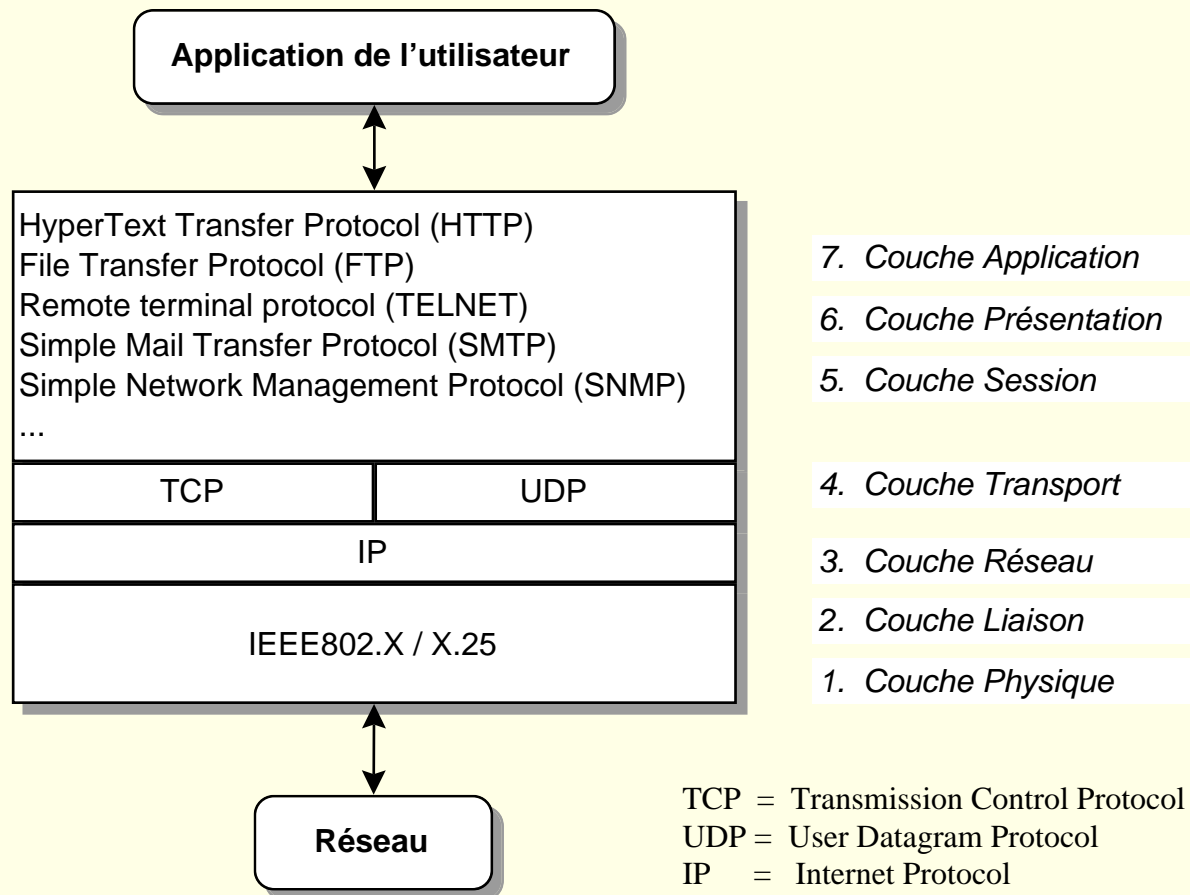 Application de l'utilisateur
HyperText Transfer Protocol (HTTP)
File Transfer Protocol (FTP)
Remote terminal protocol (TELNET)
Simple Mail Transfer Protocol (SMTP)
Simple Network Management Protocol (SNMP)
...
TCP
UDP
IP
IEEE802.X / X.25
7. Couche Application
6. Couche Présentation
5. Couche Session
4. Couche Transport
3. Couche Réseau
2. Couche Liaison
1. Couche Physique
Réseau
TCP = Transmission Control Protocol
UDP = User Datagram Protocol
IP = Internet Protocol